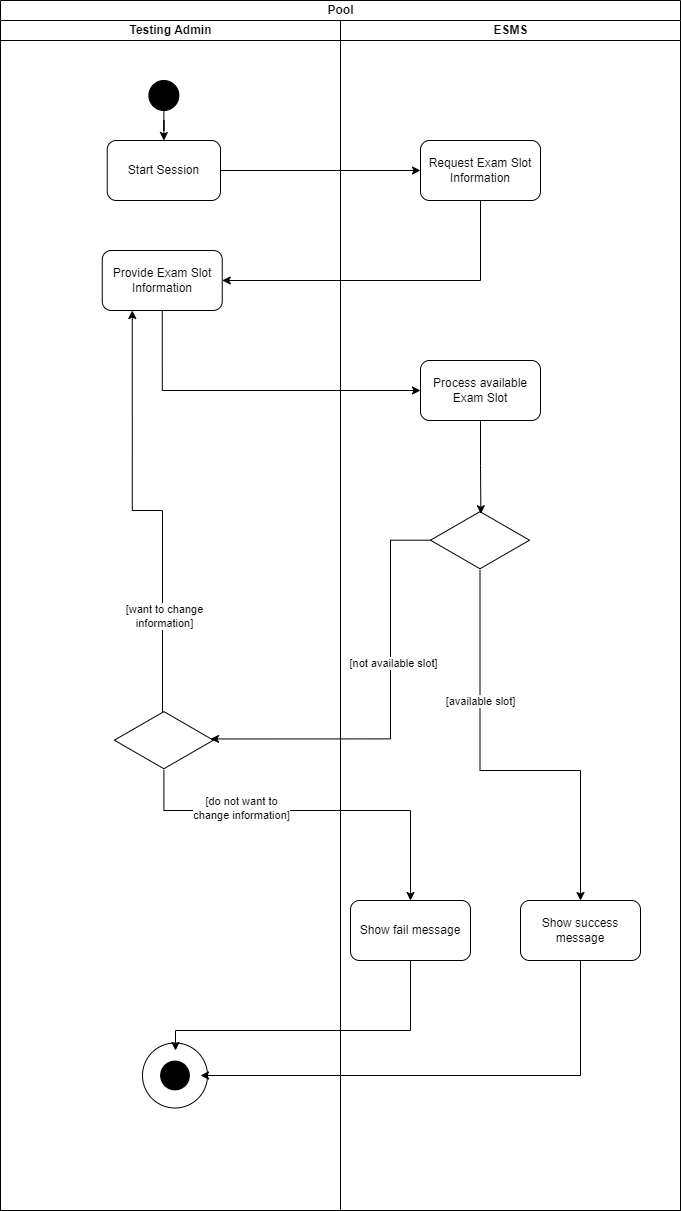 Pool
Testing Admin
ESMS
Start Session
Request Exam Slot
Information
Provide Exam Slot
Information
Process available
Exam Slot
[want to change
information]
[not available slot]
[available slot]
[do not want to
change information]
Show fail message
Show success
message